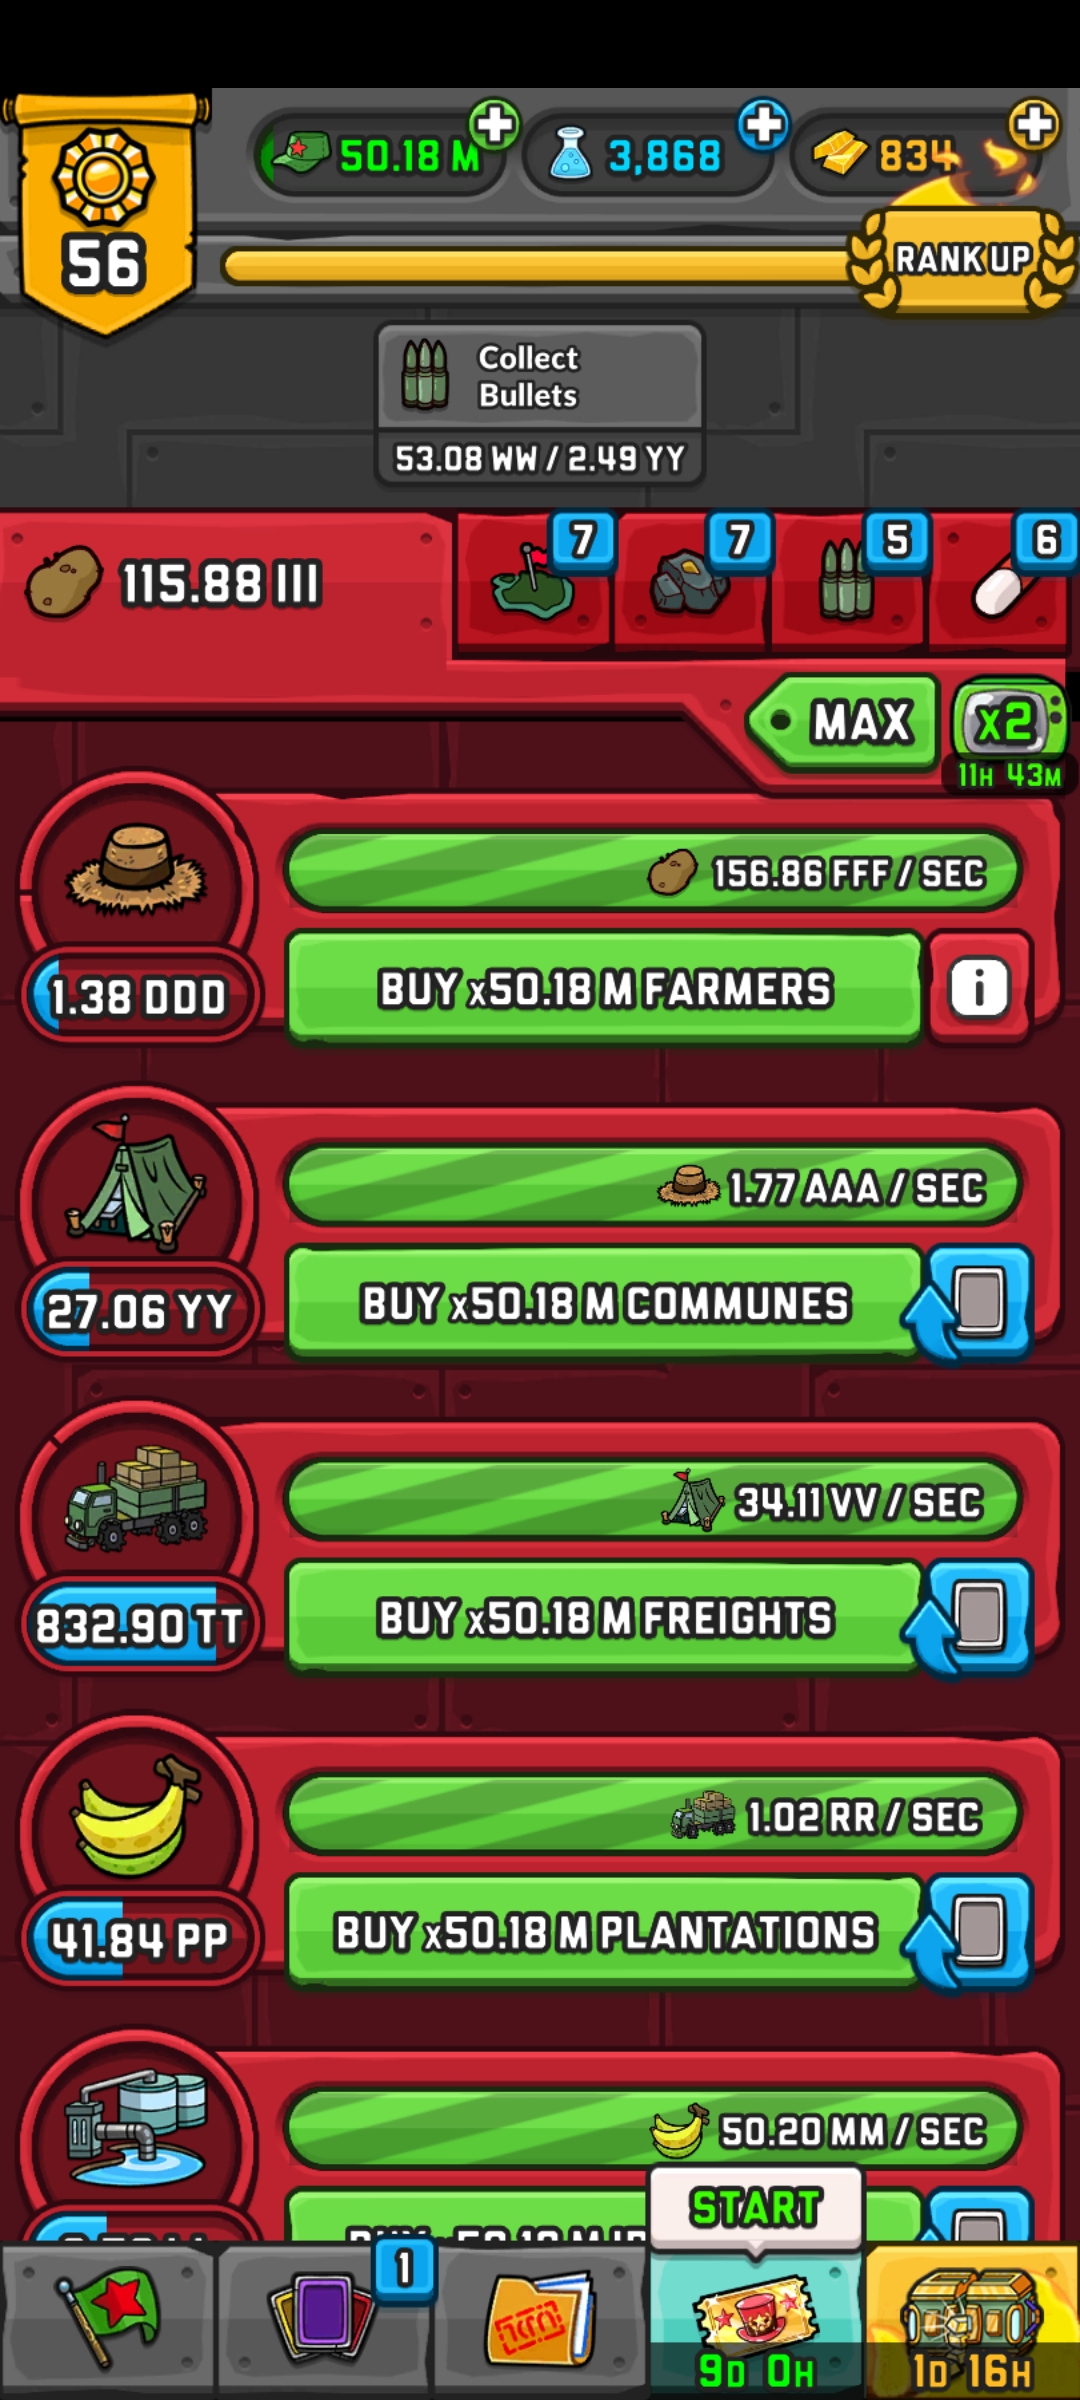 50.18 M
3,868
834
56
RANK UP
Collect
Bullets
53.08 WW / 2.49 YY
115.88 III
7
7
5
6
MAX
x2
11H 43M
156.86 FFF / SEC
1.38 DDD
BUY x50.18 M FARMERS
i
1.77 AAA / SEC
27.06 YY
BUY x50.18 M COMMUNES
34.11 VV / SEC
832.90 TT
BUY x50.18 M FREIGHTS
1.02 RR / SEC
41.84 PP
BUY x50.18 M PLANTATIONS
50.20 MM / SEC
START
1
9D 0H
1D 16H